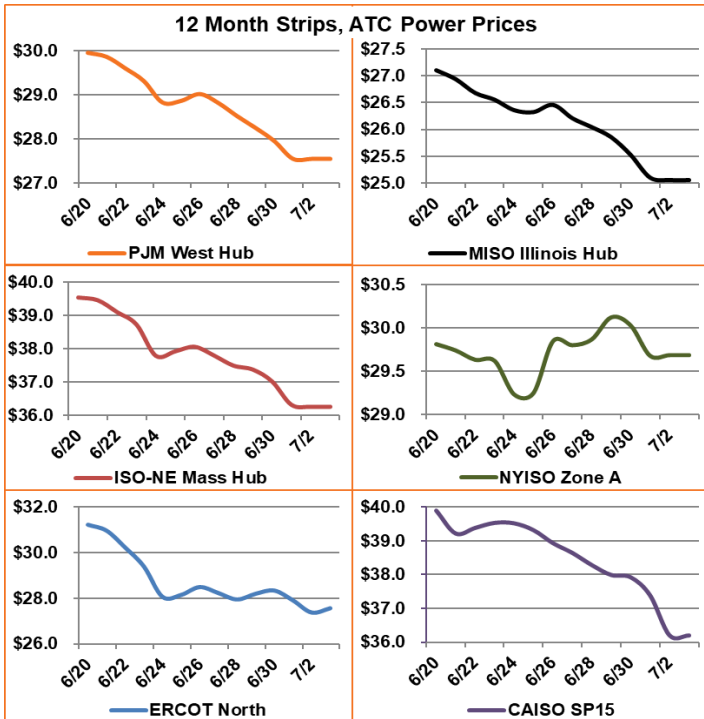 12 Month Strips, ATC Power Prices
$30.0
$29.0
$28.0
$27.0
6/20 6/22 6/24 6/26 6/28 6/30 7/2
PJM West Hub
$27.5
$27.0
$26.5
$26.0
$25.5
$25.0
6/20 6/22 6/24 6/26 6/28 6/30 7/2
MISO Illinois Hub
$40.0
$39.0
$38.0
$37.0
$36.0
6/20 6/22 6/24 6/26 6/28 6/30 7/2
ISO-NE Mass Hub
$30.5
$30.0
$29.5
$29.0
6/20 6/22 6/24 6/26 6/28 6/30 7/2
NYISO Zone A
$32.0
$30.0
$28.0
$26.0
6/20 6/22 6/24 6/26 6/28 6/30 7/2
ERCOT North
$40.0
$39.0
$38.0
$37.0
$36.0
6/20 6/22 6/24 6/26 6/28 6/30 7/2
CAISO SP15